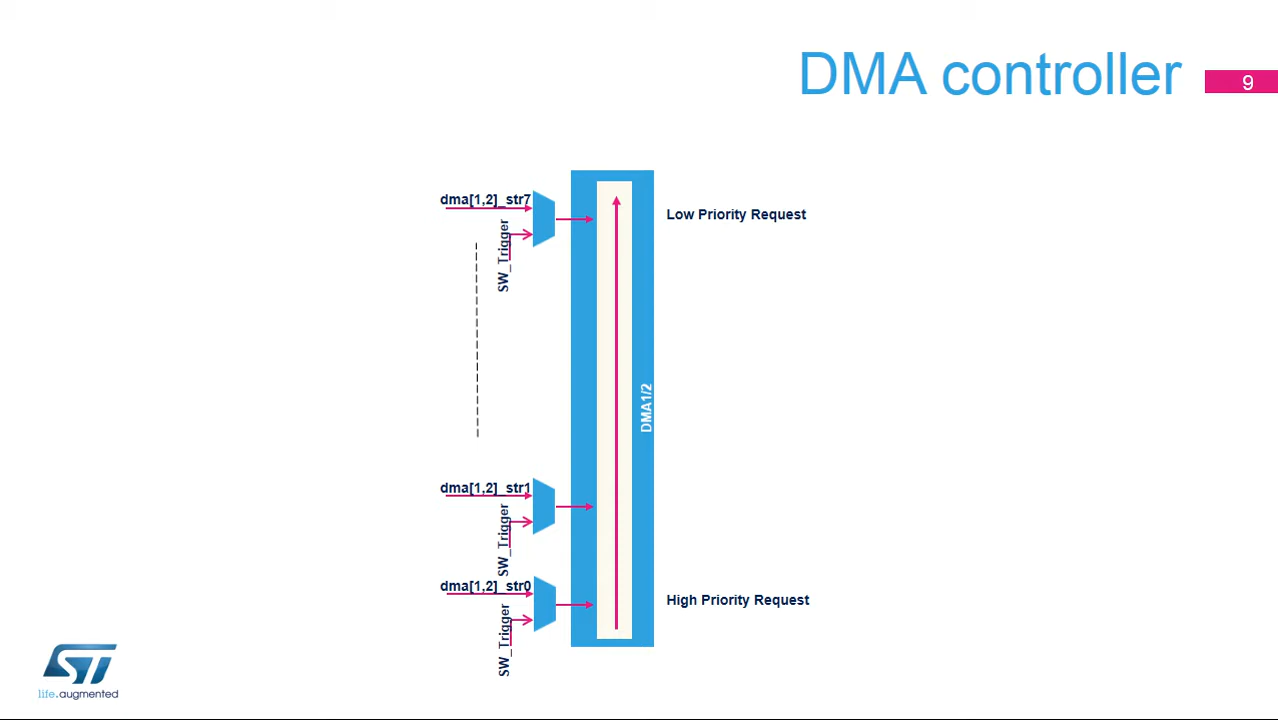 DMA controller
9
dma[1,2]_str7
SW_Trigger
Low Priority Request
DMA1/2
dma[1,2]_str1
SW_Trigger
dma[1,2]_str0
SW_Trigger
High Priority Request
ST
life.augmented